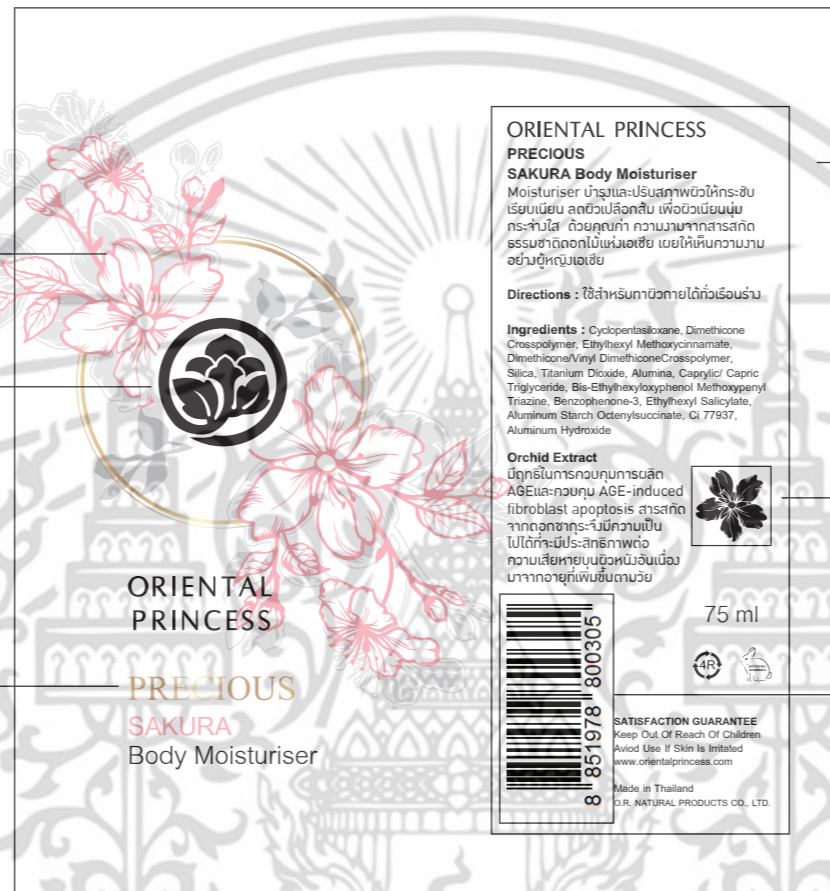 ORIENTAL
PRINCESS
PRECIOUS
SAKURA
Body Moisturiser
ORIENTAL PRINCESS
PRECIOUS
SAKURA Body Moisturiser
Moisturiser บำรุงและปรับสภาพผิวให้กระชับ
เรียบเนียน ลดผิวเปลือกส้ม เพื่อผิวเนียนนุ่ม
กระจ่างใส ด้วยคุณค่า ความงามจากสารสกัด
ธรรมชาติดอกไม้แห่งเอเชีย เผยให้เห็นความงาม
อย่างผู้หญิงเอเชีย
Directions : ใช้สำหรับทาผิวกายได้ทั่วเรือนร่าง
Ingredients : Cyclopentasiloxane, Dimethicone
Crosspolymer, Ethylhexyl Methoxycinnamate,
Dimethicone/Vinyl DimethiconeCrosspolymer,
Silica, Titanium Dioxide, Alumina, Caprylic/ Capric
Triglyceride, Bis-Ethylhexyloxyphenol Methoxypenyl
Triazine, Benzophenone-3, Ethylhexyl Salicylate,
Aluminum Starch Octenylsuccinate, Ci 77937,
Aluminum Hydroxide
Orchid Extract
มีฤทธิ์ในการควบคุมการผลิต
AGEและควบคุม AGE-induced
fibroblast apoptosis สารสกัด
จากดอกซากุระจึงมีความเป็น
ไปได้ที่จะมีประสิทธิภาพต่อ
ความเสียหายบนผิวหนังอันเนื่อง
มาจากอายุที่เพิ่มขึ้นตามวัย
75 ml
4R
8 851978 800305
SATISFACTION GUARANTEE
Keep Out Of Reach Of Children
Aviod Use If Skin Is Irritated
www.orientalprincess.com
Made in Thailand
O.R. NATURAL PRODUCTS CO., LTD.